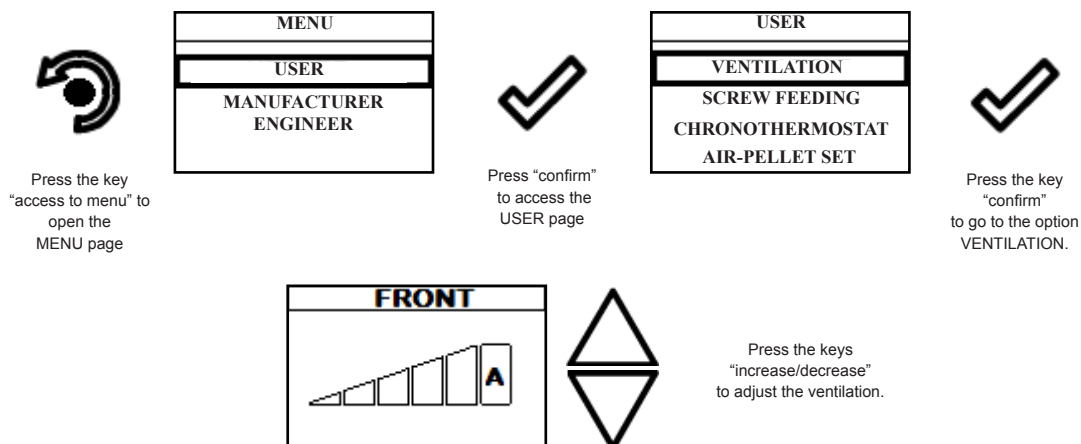 MENU
USER
MANUFACTURER
ENGINEER
Press the key
“access to menu” to
open the
MENU page
Press “confirm”
to access the
USER page
USER
VENTILATION
SCREW FEEDING
CHRONOTHERMOSTAT
AIR-PELLET SET
Press the key
“confirm”
to go to the option
VENTILATION.
FRONT
A
Press the keys
“increase/decrease”
to adjust the ventilation.